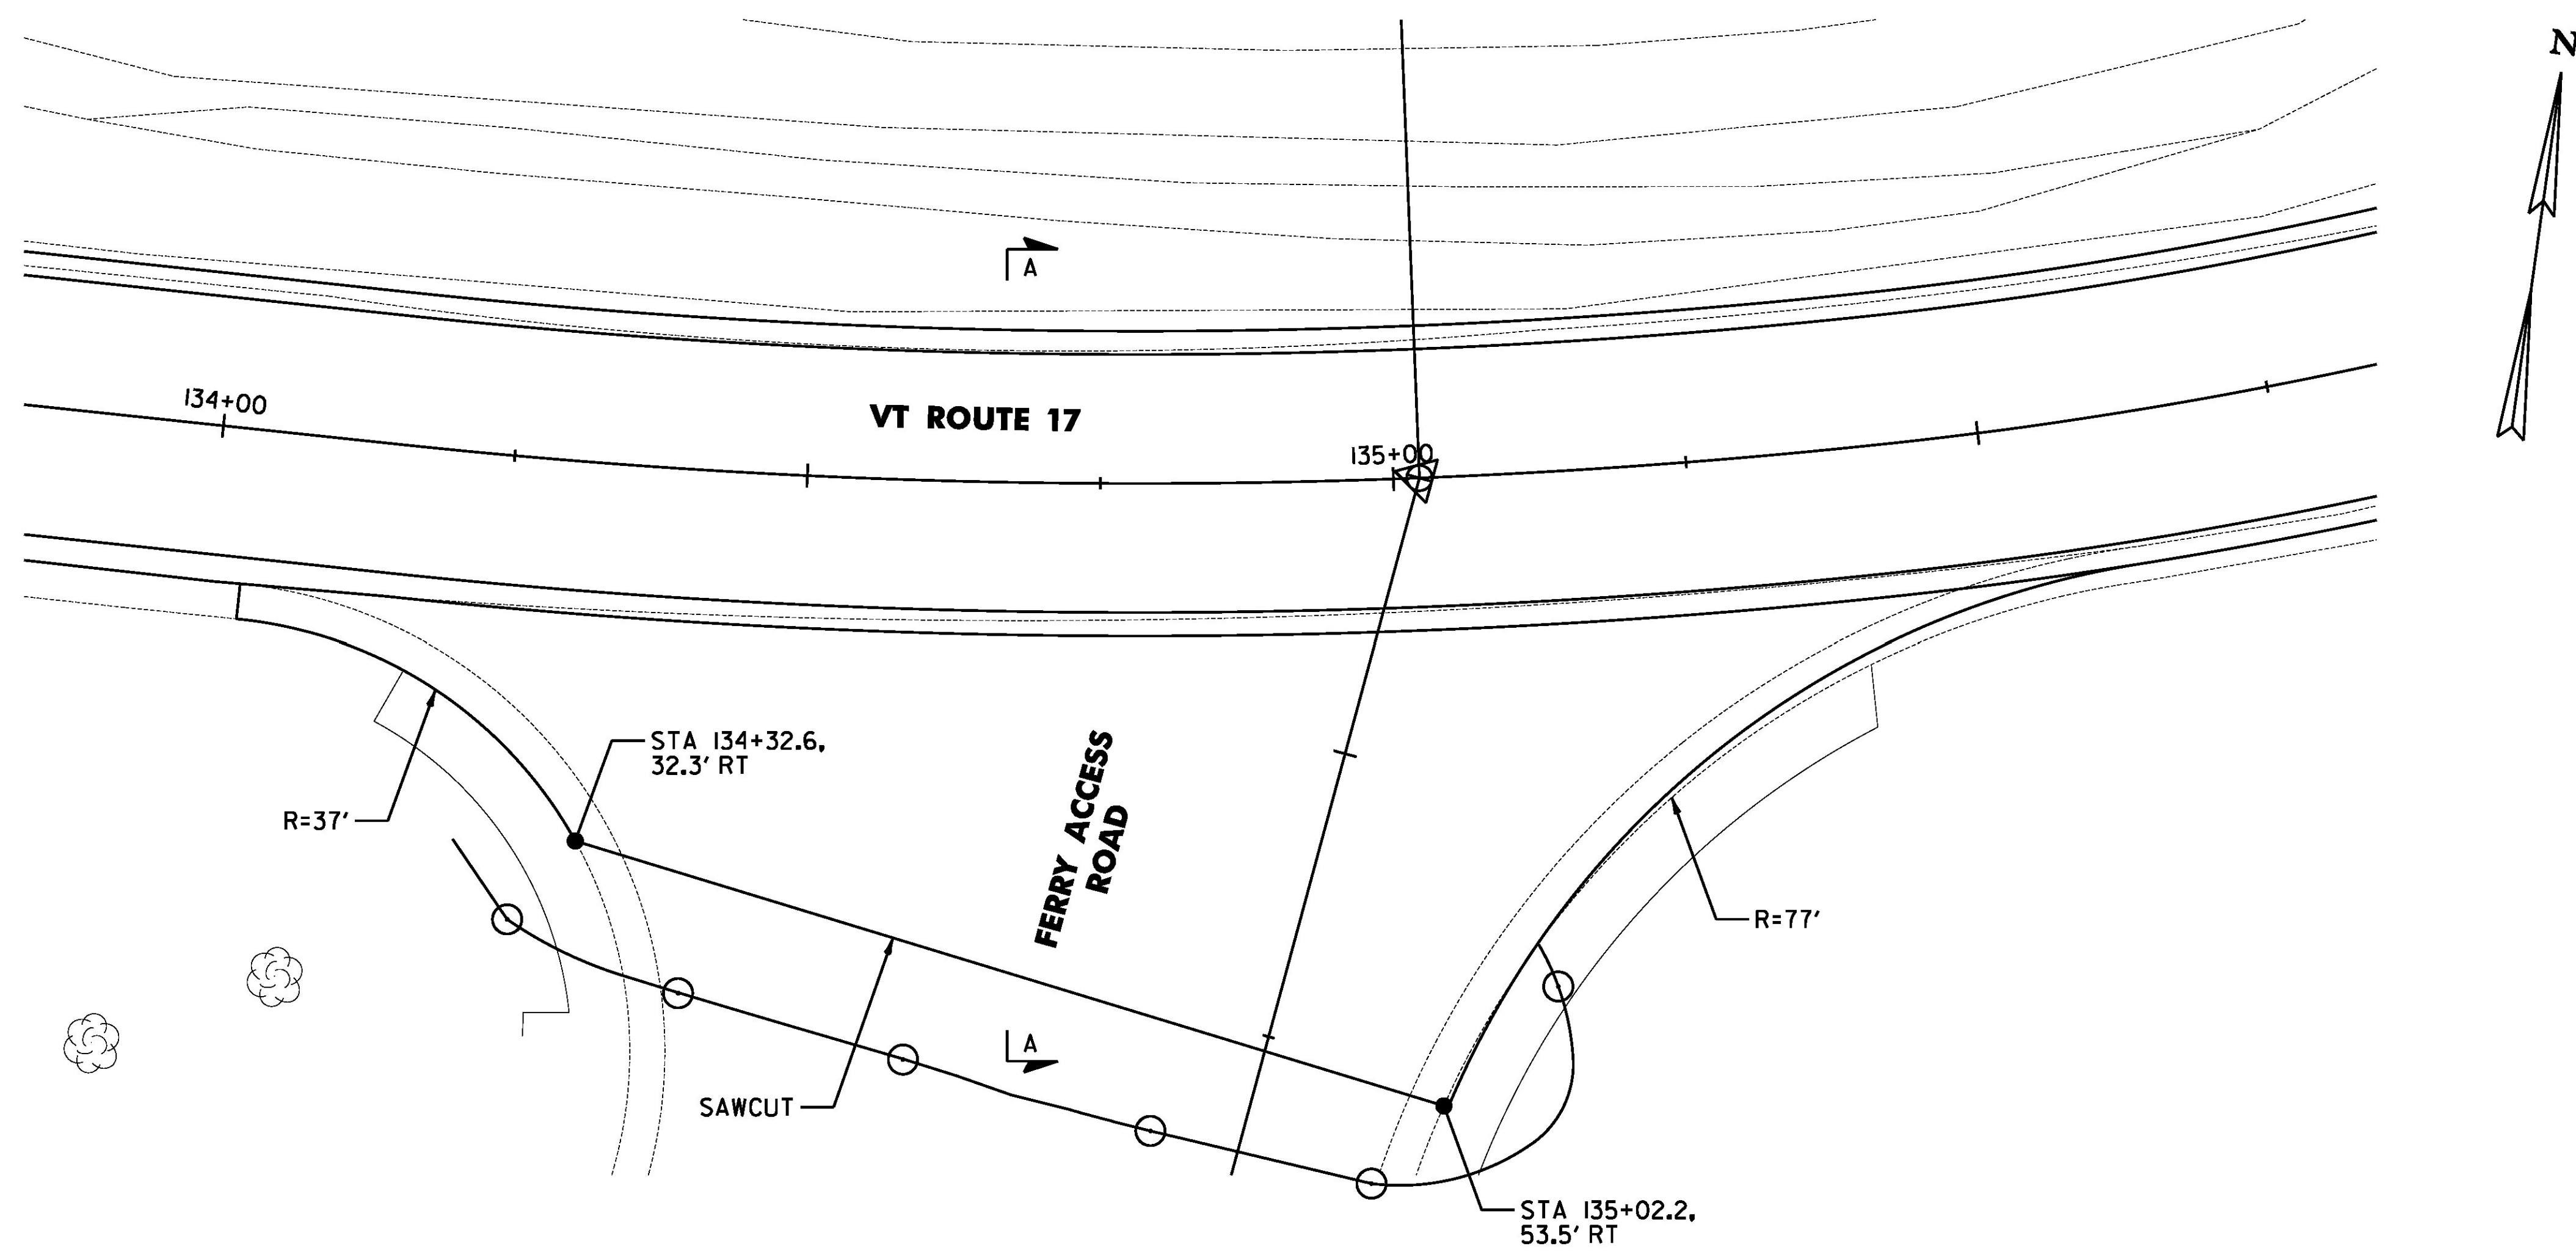 N
A
134+00
VT ROUTE 17
135+00
STA 134+32.6,
32.3' RT
R=37'
FERRY ACCESS
ROAD
R=77'
A
SAWCUT
STA 135+02.2,
53.5' RT